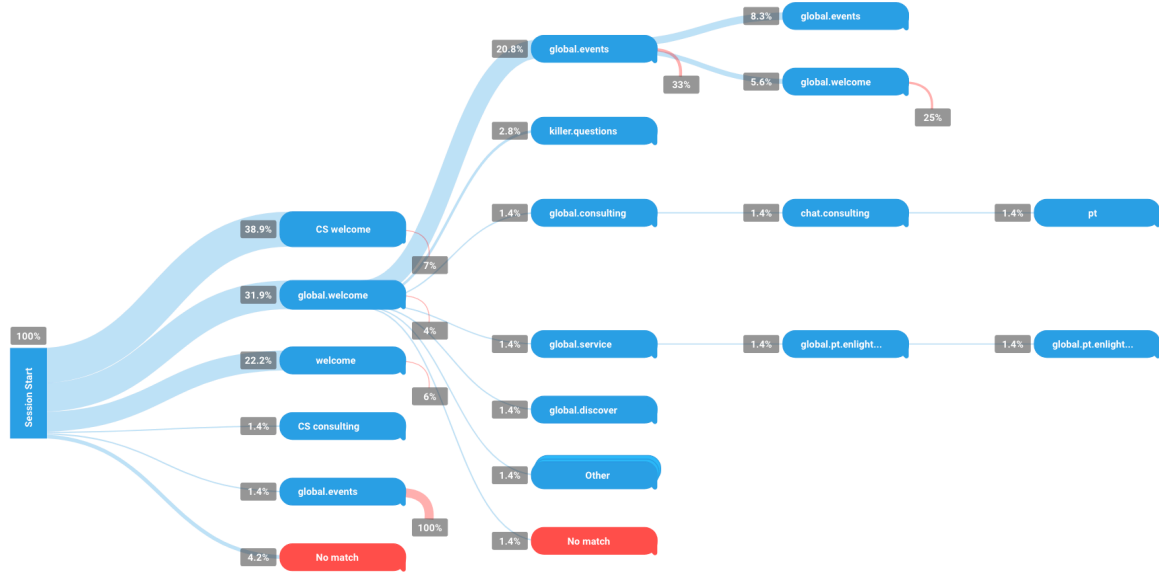 100%
Session Start
38.9%
CS welcome
7%
31.9%
global.welcome
4%
22.2%
welcome
6%
1.4%
CS consulting
1.4%
global.events
100%
4.2%
No match
20.8%
global.events
33%
2.8%
killer.questions
1.4%
global.consulting
1.4%
global.service
1.4%
global.discover
1.4%
Other
1.4%
No match
8.3%
global.events
5.6%
global.welcome
25%
1.4%
chat.consulting
1.4%
global.pt.enlight...
1.4%
pt
1.4%
global.pt.enlight...